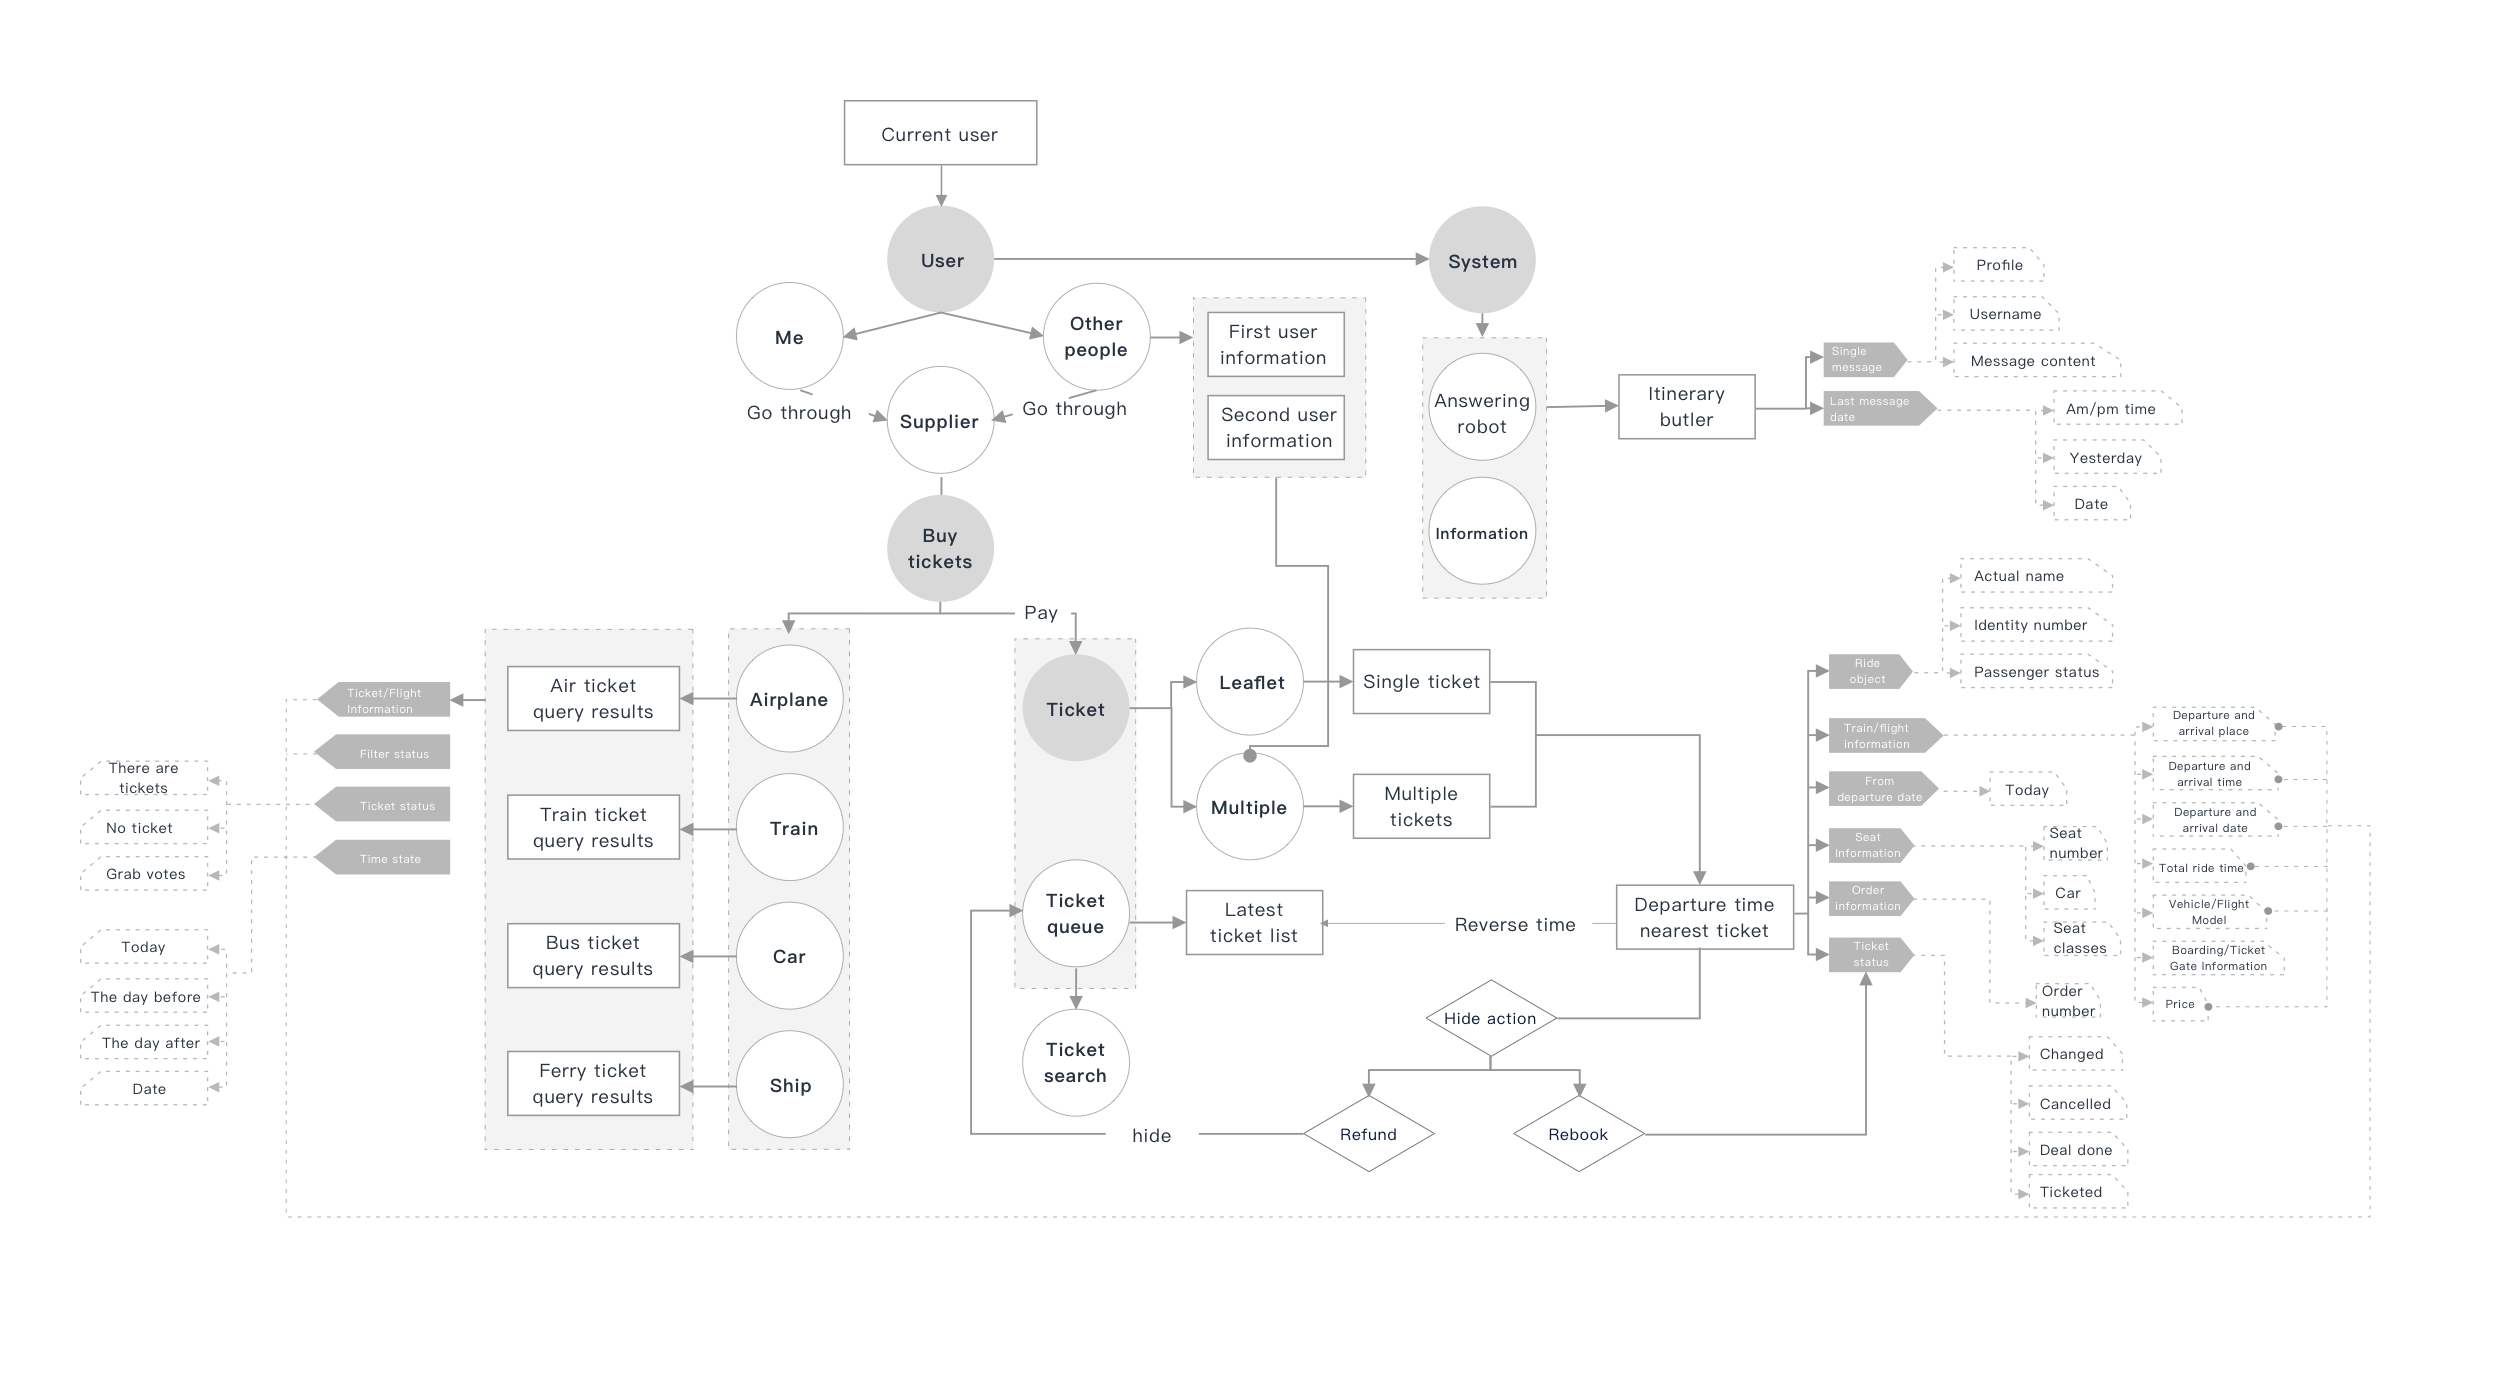 Current user
User
System
Me
Other
people
Go through
Supplier
Go through
First user
information
Second user
information
Answering
robot
Information
Itinerary
butler
Single
message
Last message
date
Profile
Username
Message content
Am/pm time
Yesterday
Date
Buy
tickets
Pay
Airplane
Train
Car
Ship
Air ticket
query results
Train ticket
query results
Bus ticket
query results
Ferry ticket
query results
Ticket/Flight
Information
Filter status
Ticket status
Time state
There are
tickets
No ticket
Grab votes
Today
The day before
The day after
Date
Ticket
Ticket
queue
Ticket
search
Leaflet
Multiple
Single ticket
Multiple
tickets
Latest
ticket list
Reverse time
Departure time
nearest ticket
Hide action
Refund
Rebook
hide
Ride
object
Train/flight
information
From
departure date
Seat
Information
Order
information
Ticket
status
Actual name
Identity number
Passenger status
Today
Seat
number
Car
Seat
classes
Order
number
Changed
Cancelled
Deal done
Ticketed
Departure and
arrival place
Departure and
arrival time
Departure and
arrival date
Total ride time
Vehicle/Flight
Model
Boarding/Ticket
Gate Information
Price